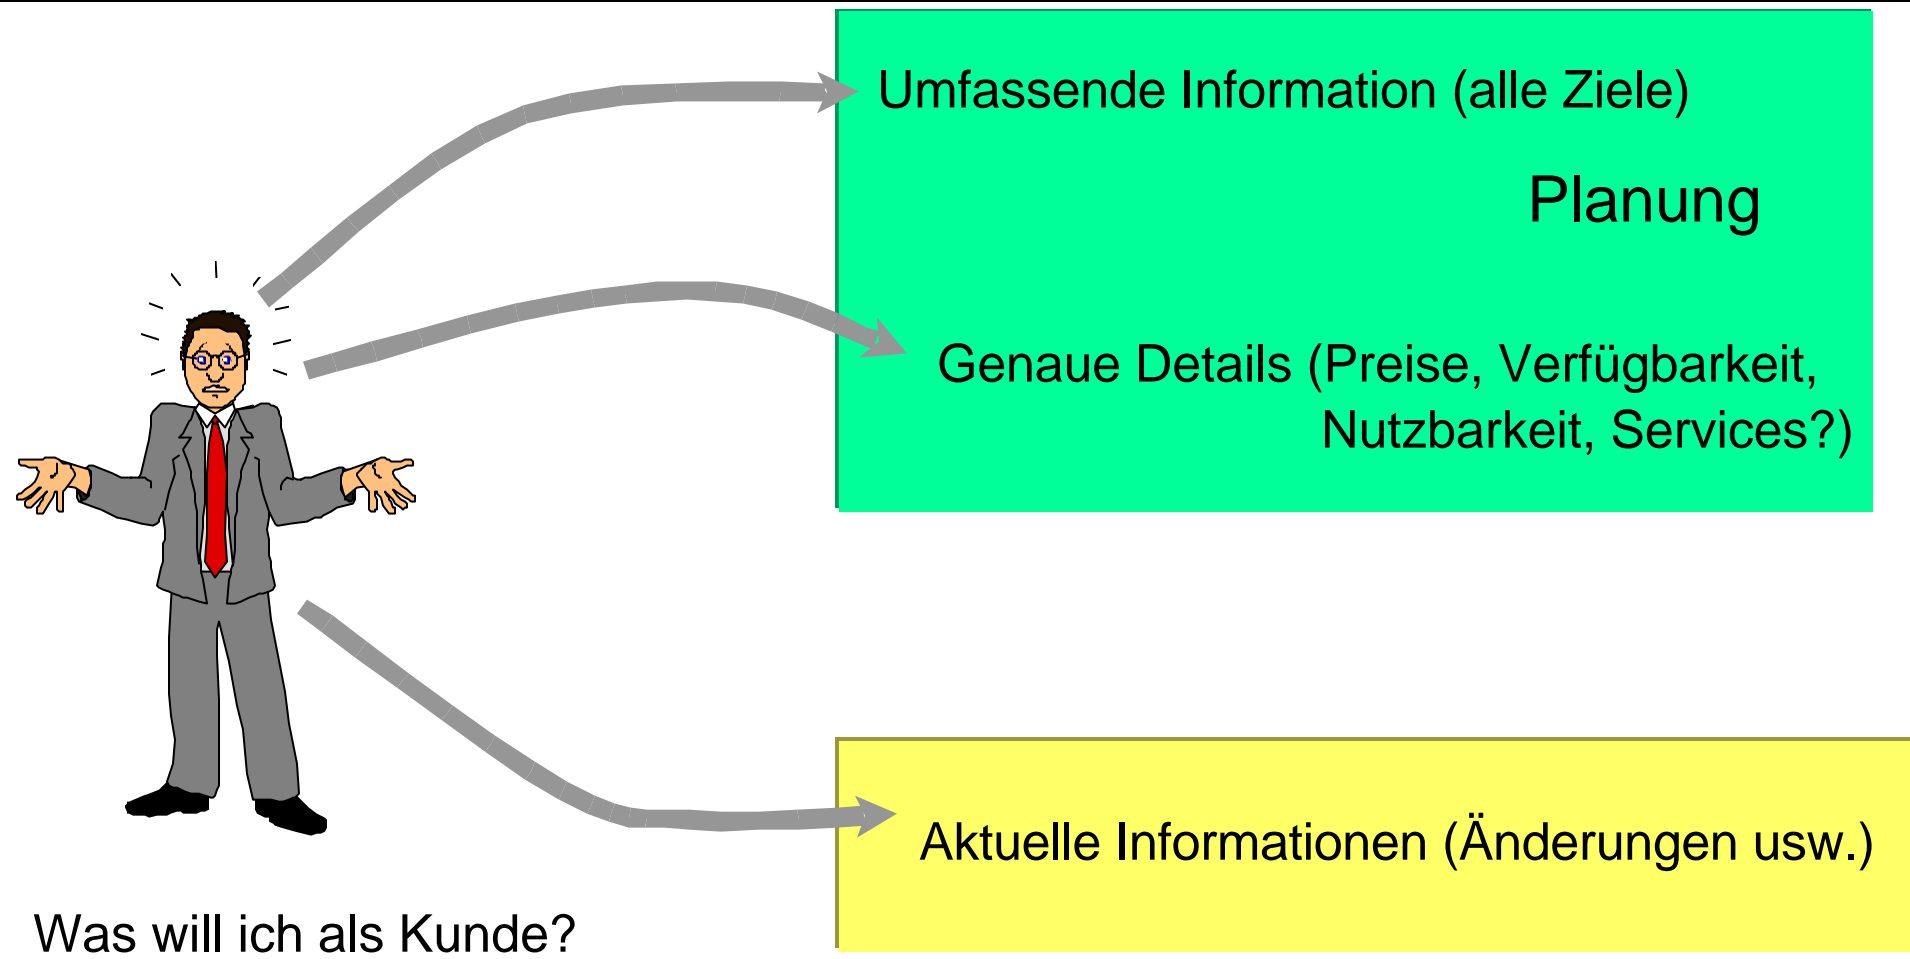 Umfassende Information (alle Ziele)
Planung
Genaue Details (Preise, Verfügbarkeit,
Nutzbarkeit, Services?)
Aktuelle Informationen (Änderungen usw.)
Was will ich als Kunde?